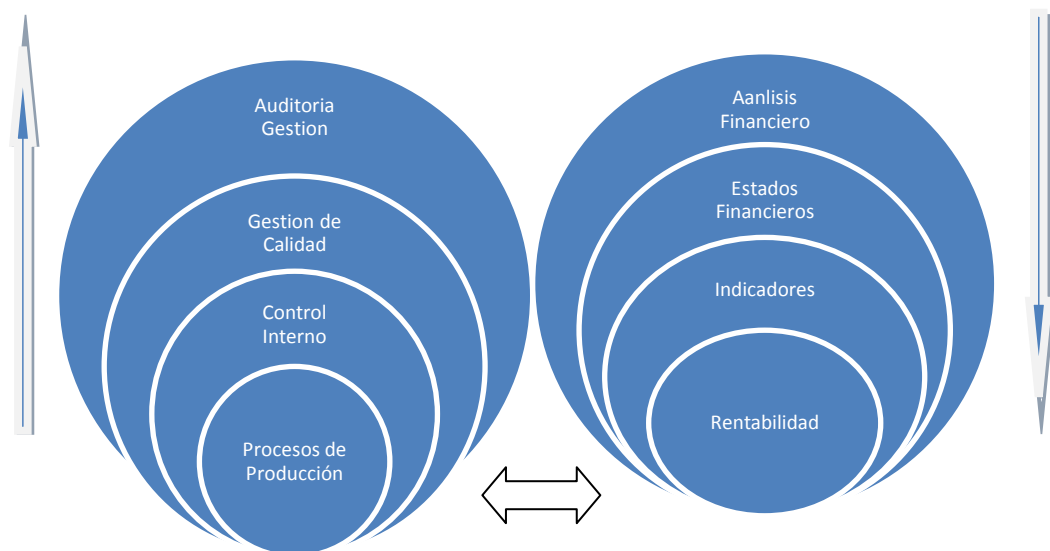 Auditoria
Gestion
Gestion de
Calidad
Control
Interno
Procesos de
Producción
Aanlisis
Financiero
Estados
Financieros
Indicadores
Rentabilidad